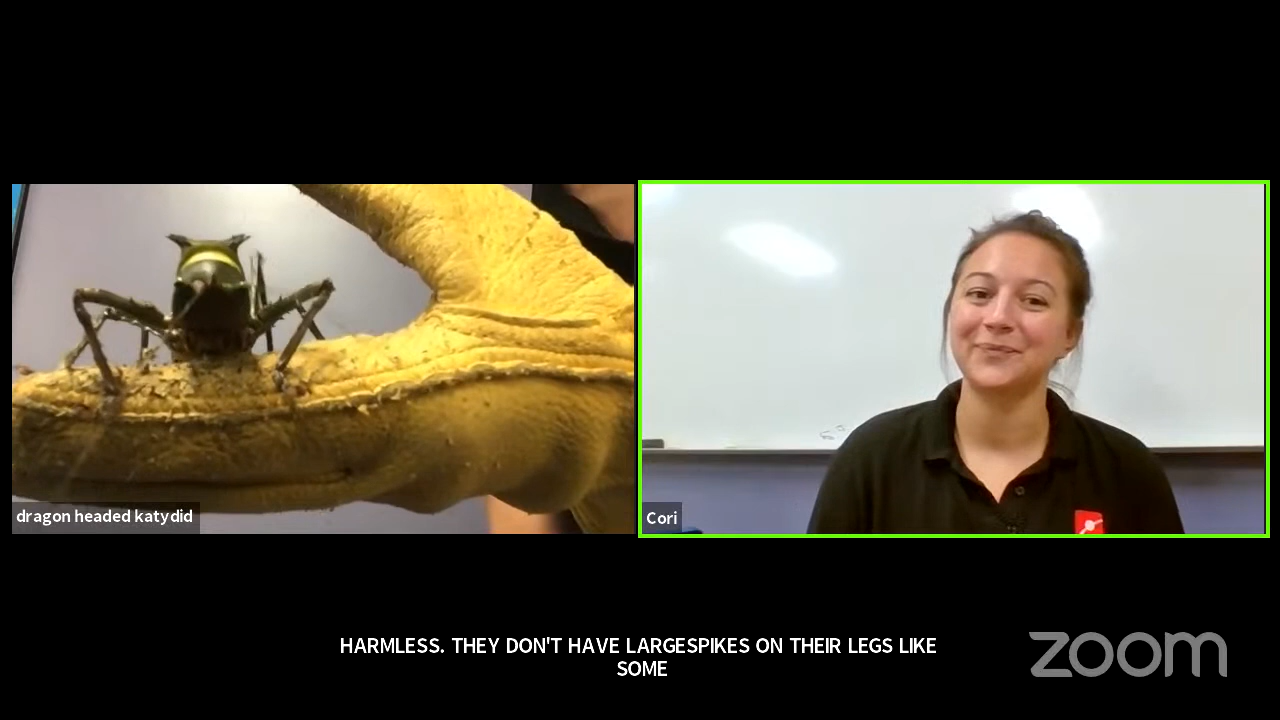 dragon headed katydid
Cori
HARMLESS. THEY DON'T HAVE LARGESPIKES ON THEIR LEGS LIKE
SOME
zoom